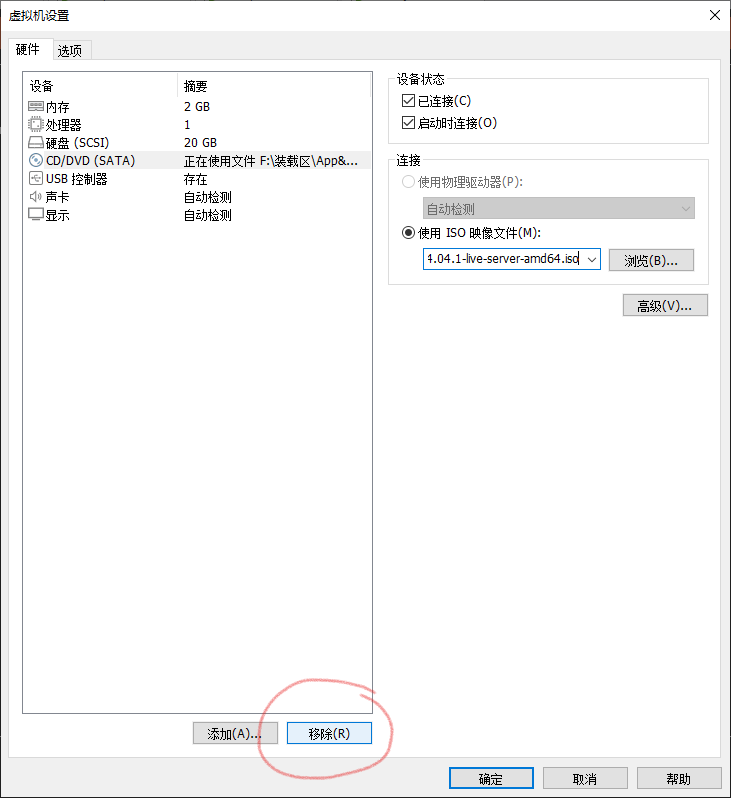 虚拟机设置
硬件 选项
设备 摘要
内存 2 GB
处理器 1
硬盘 (SCSI) 20 GB
CD/DVD (SATA) 正在使用文件 F:\装载区\App&...
USB 控制器 存在
声卡 自动检测
显示 自动检测
添加(A)... 移除(R)
设备状态
已连接(C)
启动时连接(O)
连接
使用物理驱动器(P):
自动检测
使用 ISO 映像文件(M):
4.04.1-live-server-amd64.iso 浏览(B)...
高级(V)...
确定 取消 帮助